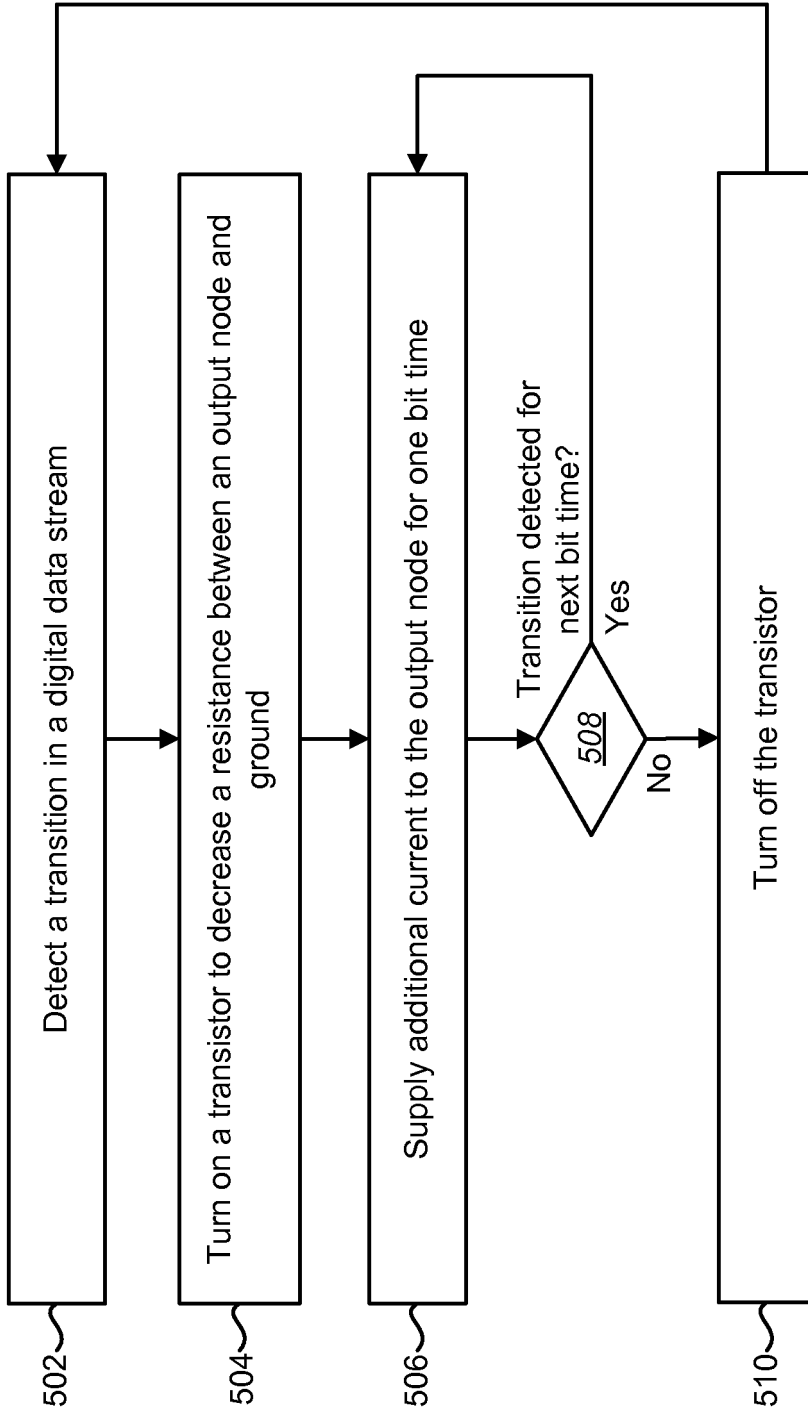 502
Detect a transition in a digital data stream
504
Turn on a transistor to decrease a resistance between an output node and
ground
506
Supply additional current to the output node for one bit time
Transition detected for
next bit time?
508
Yes
No
510
Turn off the transistor